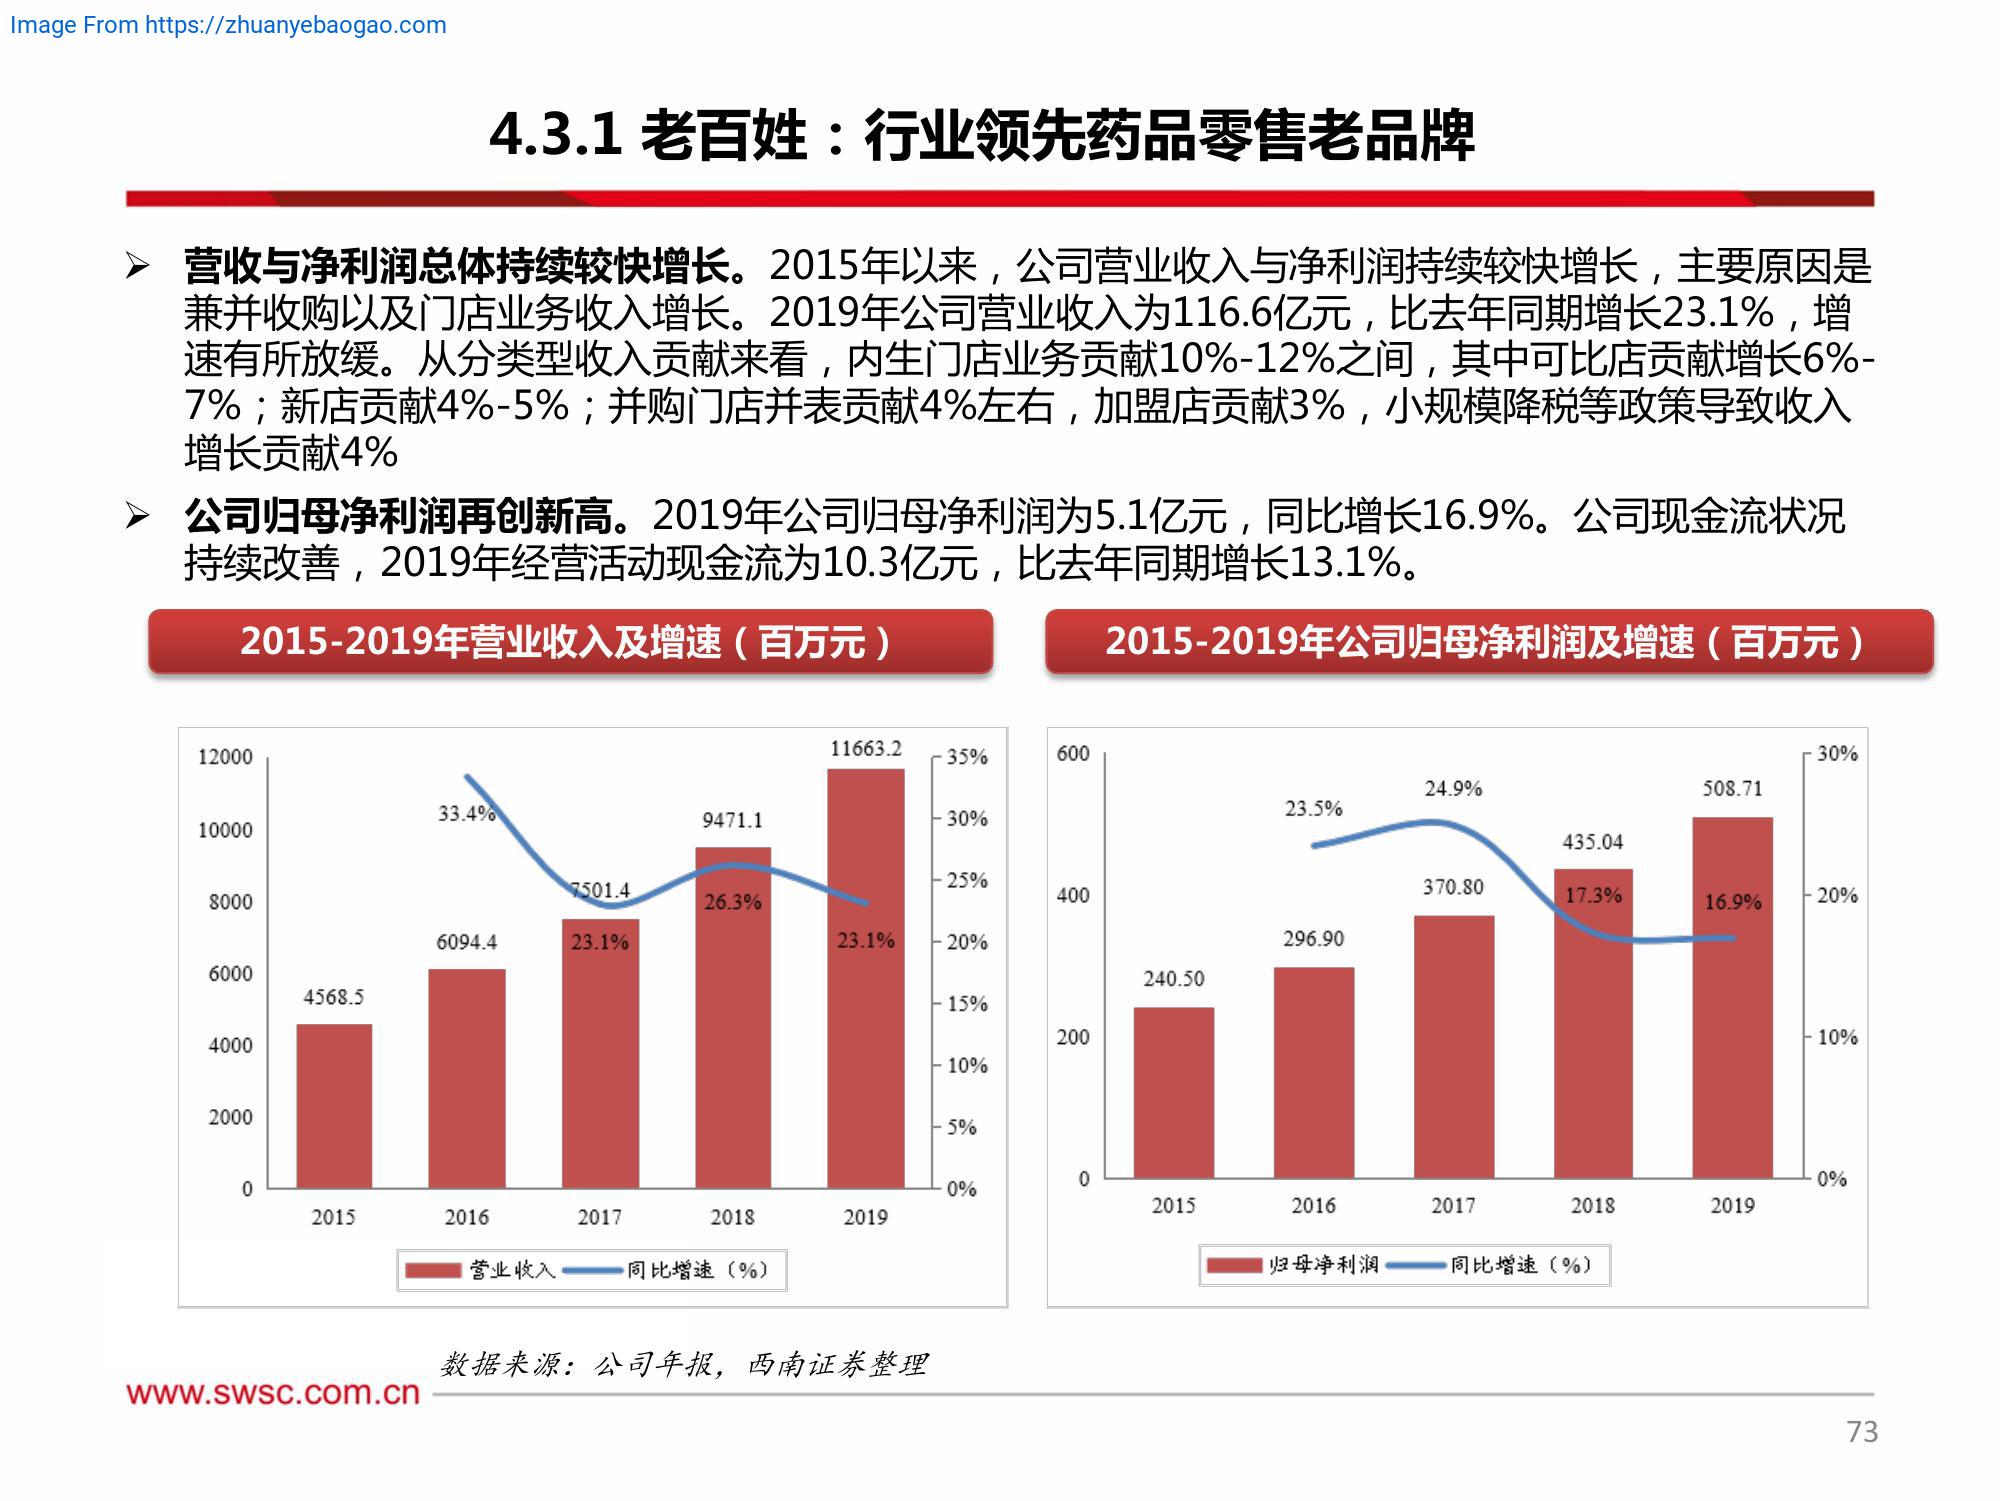 Image From https://zhuanyebaogao.com
4.3.1 老百姓：行业领先药品零售老品牌
➢ 营收与净利润总体持续较快增长。2015年以来，公司营业收入与净利润持续较快增长，主要原因是
兼并收购以及门店业务收入增长。2019年公司营业收入为116.6亿元，比去年同期增长23.1%，增
速有所放缓。从分类型收入贡献来看，内生门店业务贡献10%-12%之间，其中可比店贡献增长6%-
7%；新店贡献4%-5%；并购门店并表贡献4%左右，加盟店贡献3%，小规模降税等政策导致收入
增长贡献4%
➢ 公司归母净利润再创新高。2019年公司归母净利润为5.1亿元，同比增长16.9%。公司现金流状况
持续改善，2019年经营活动现金流为10.3亿元，比去年同期增长13.1%。
2015-2019年营业收入及增速（百万元）
12000
10000
8000
6000
4000
2000
0
35%
30%
25%
20%
15%
10%
5%
0%
4568.5
6094.4
7501.4
9471.1
11663.2
33.4%
23.1%
26.3%
23.1%
2015 2016 2017 2018 2019
营业收入 同比增速（%）
2015-2019年公司归母净利润及增速（百万元）
600
400
200
0
30%
20%
10%
0%
240.50
296.90
370.80
435.04
508.71
23.5%
24.9%
17.3%
16.9%
2015 2016 2017 2018 2019
归母净利润 同比增速（%）
数据来源：公司年报，西南证券整理
www.swsc.com.cn
73